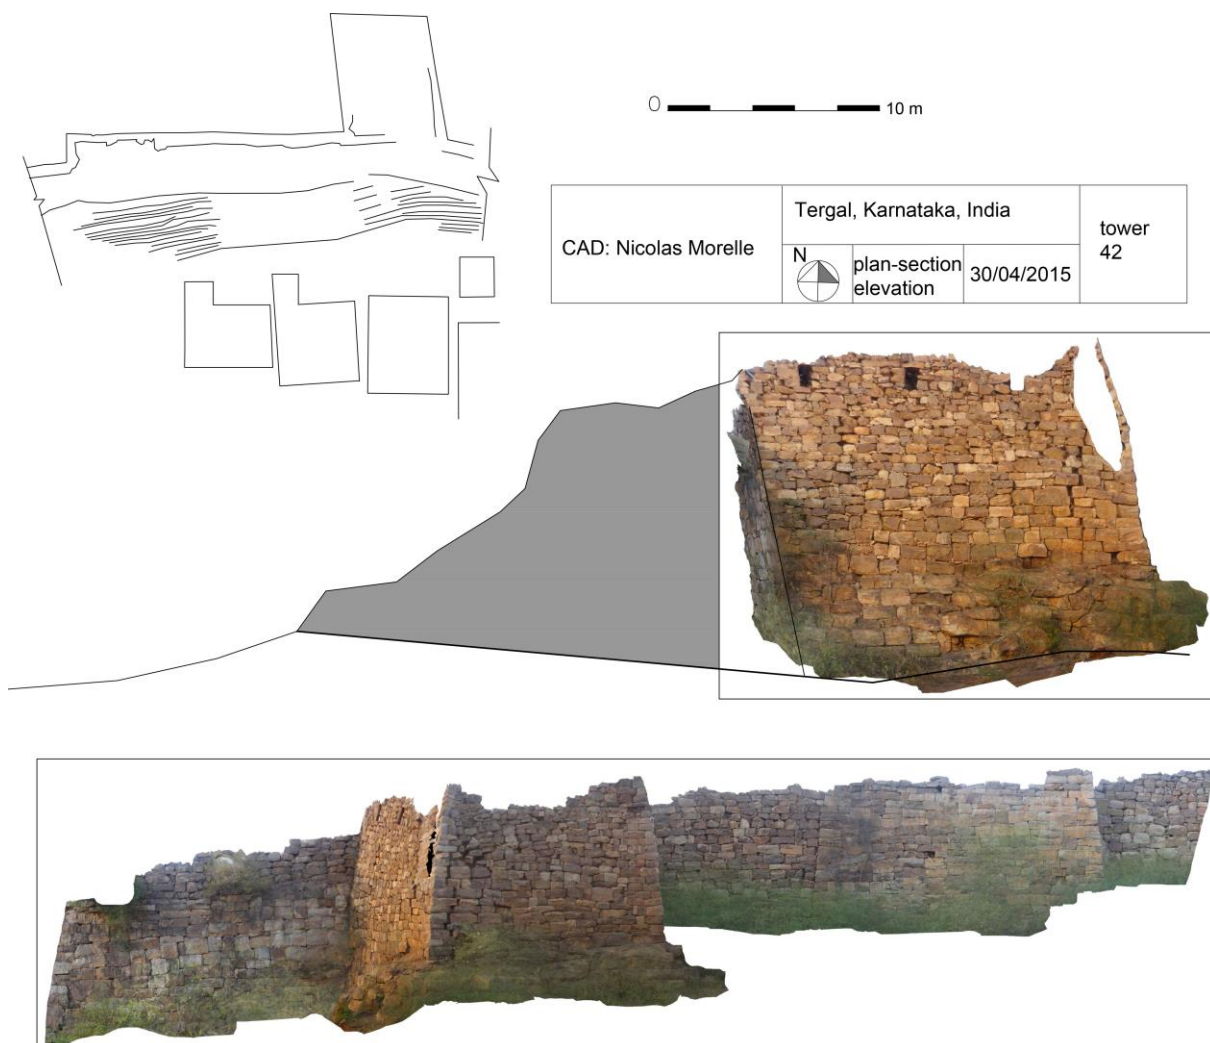 0 10 m
CAD: Nicolas Morelle
Tergal, Karnataka, India
N
plan-section
elevation
30/04/2015
tower
42